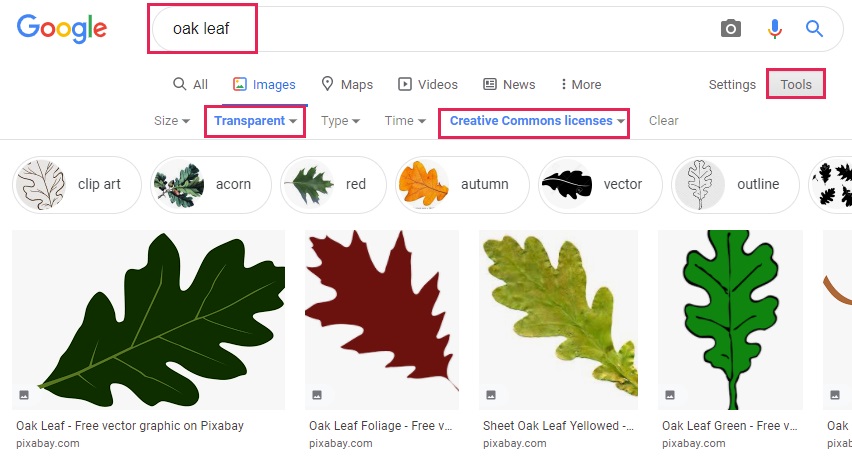 Google
oak leaf
All Images Maps Videos News More Settings Tools
Size Transparent Type Time Creative Commons licenses Clear
clip art acorn red autumn vector outline
Oak Leaf - Free vector graphic on Pixabay Oak Leaf Foliage - Free v... Sheet Oak Leaf Yellowed -... Oak Leaf Green - Free v... Oak
pixabay.com pixabay.com pixabay.com pixabay.com pixab